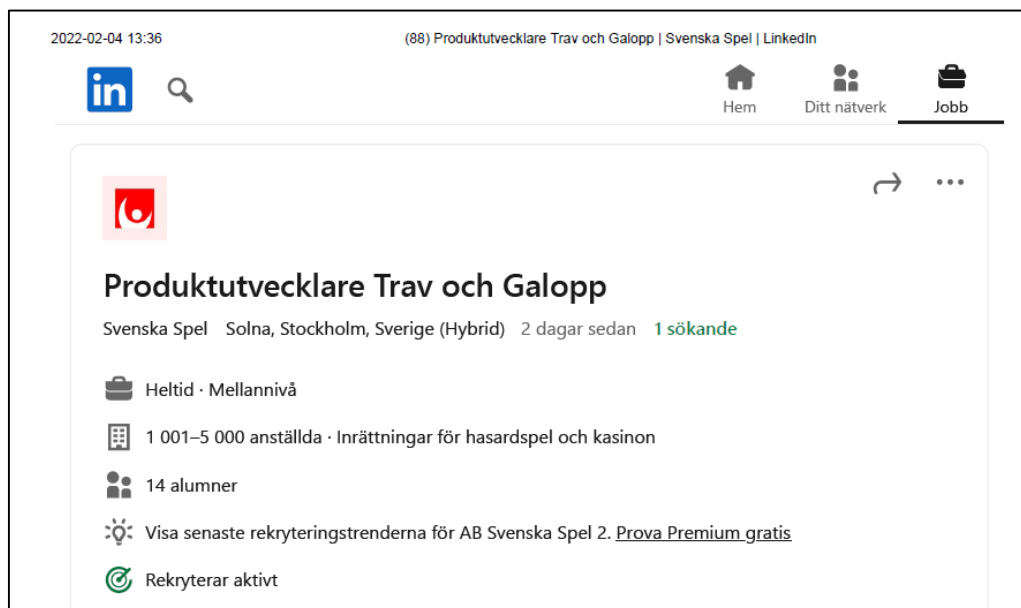 2022-02-04 13:36 (88) Produktutvecklare Trav och Galopp | Svenska Spel | LinkedIn
in
Hem Ditt nätverk Jobb
Produktutvecklare Trav och Galopp
Svenska Spel Solna, Stockholm, Sverige (Hybrid) 2 dagar sedan 1 sökande
Heltid · Mellannivå
1 001–5 000 anställda · Inrättningar för hasardspel och kasinon
14 alumner
Visa senaste rekryteringstrenderna för AB Svenska Spel 2. Prova Premium gratis
Rekryterar aktivt